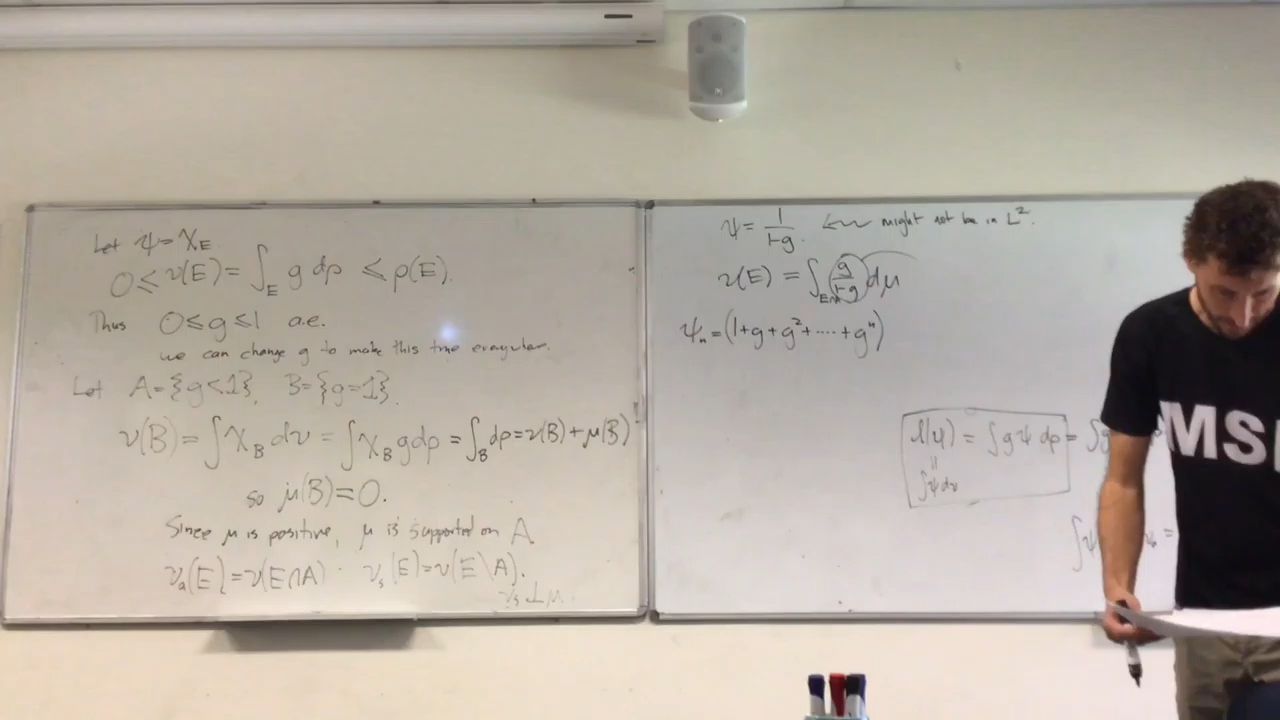 Let ψ = χ_E
0 ≤ ν(E) = ∫_E g dρ ≤ ρ(E).
Thus 0 ≤ g ≤ 1 a.e.
we can change g to make this true everywhere.
Let A = {g < 1}, B = {g = 1}.
ν(B) = ∫ χ_B dν = ∫ χ_B g dρ = ∫_B dρ = ν(B) + μ(B)
so μ(B) = 0.
Since μ is positive, μ is supported on A
ν_a(E) = ν(E∩A) . ν_s(E) = ν(E \ A).
ν_s ⊥ μ.
ψ = 1/(1-g). ← might not be in L².
ν(E) = ∫_{E∩A} (g/(1-g)) dμ
ψ_n = (1 + g + g² + .... + gⁿ)
l(ψ) = ∫ g ψ dρ = ∫ g
||
∫ ψ dν
∫ ψ
MS